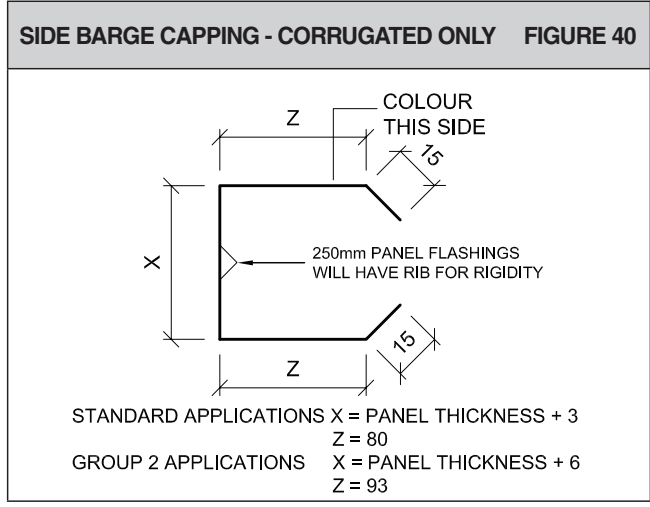 SIDE BARGE CAPPING - CORRUGATED ONLY FIGURE 40
Z
COLOUR
THIS SIDE
15
X
250mm PANEL FLASHINGS
WILL HAVE RIB FOR RIGIDITY
15
Z
STANDARD APPLICATIONS X = PANEL THICKNESS + 3
Z = 80
GROUP 2 APPLICATIONS X = PANEL THICKNESS + 6
Z = 93